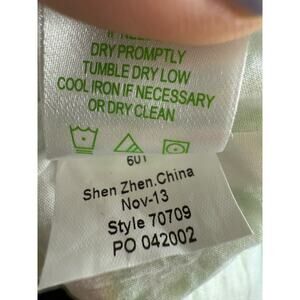 DRY PROMPTLY
TUMBLE DRY LOW
COOL IRON IF NECESSARY
OR DRY CLEAN
601
Shen Zhen.China
Nov-13
Style 70709
PO 042002